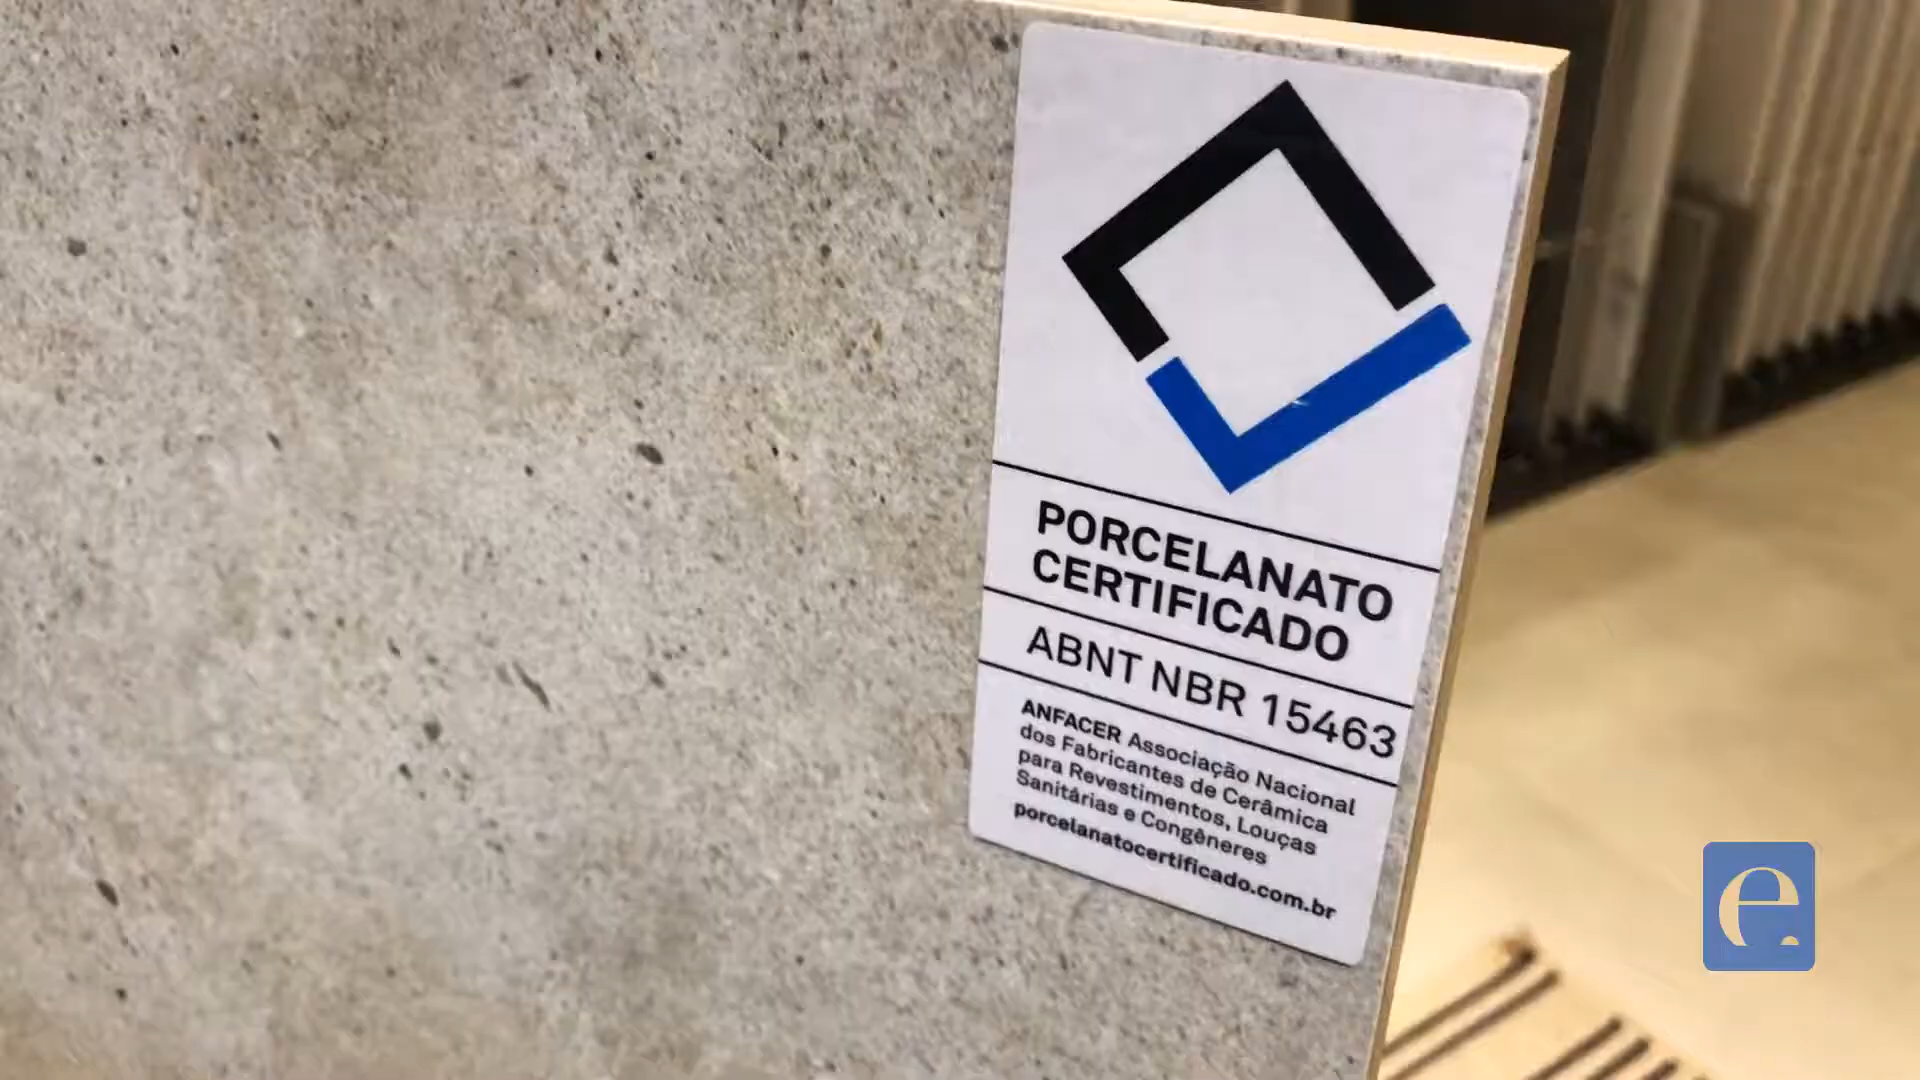 PORCELANATO
CERTIFICADO
ABNT NBR 15463
ANFACER Associação Nacional
dos Fabricantes de Cerâmica
para Revestimentos, Louças
Sanitárias e Congêneres
porcelanatocertificado.com.br
e.